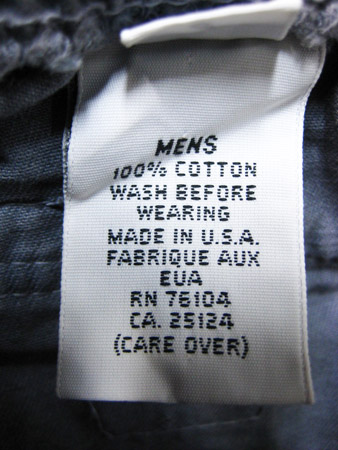 MENS
100% COTTON
WASH BEFORE
WEARING
MADE IN U.S.A.
FABRIQUE AUX
EUA
RN 76104
CA. 25124
(CARE OVER)